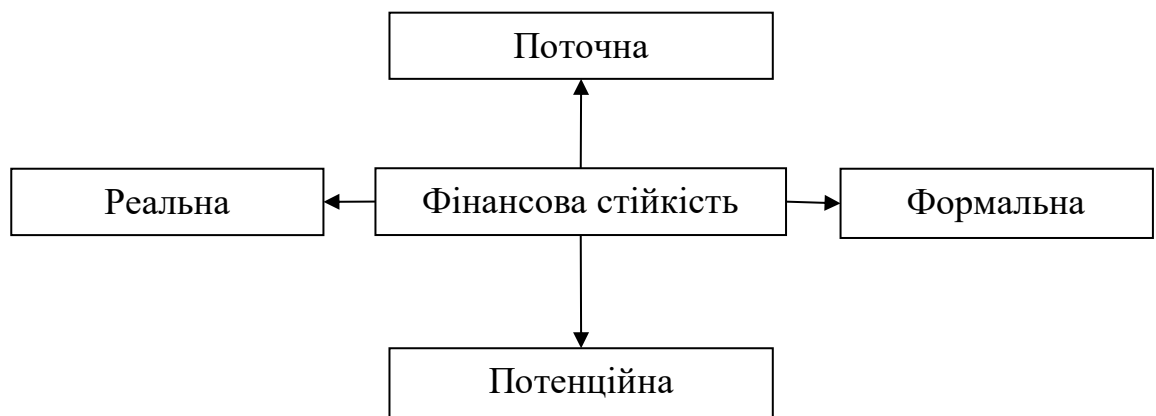 Поточна
Реальна
Фінансова стійкість
Формальна
Потенційна